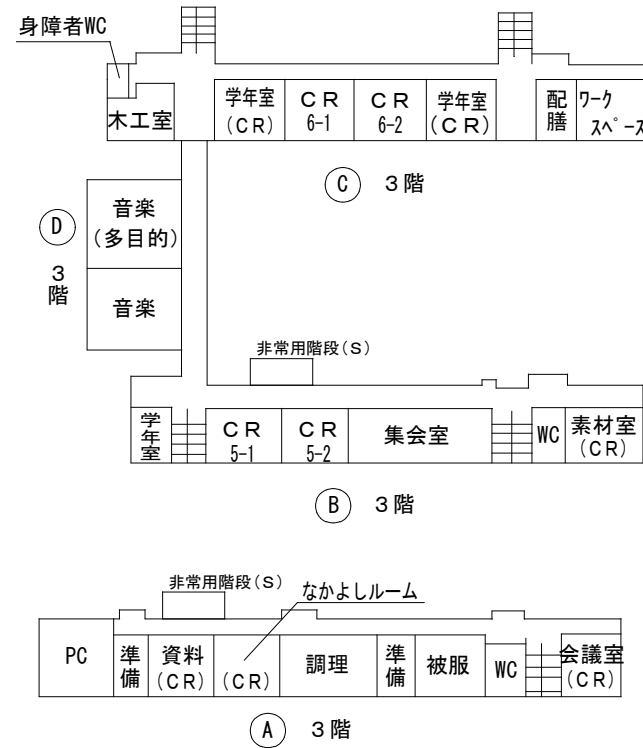 身障者WC
木工室
学年室
(CR)
CR
6-1
CR
6-2
学年室
(CR)
配膳
ワーク
スペース
C 3階
音楽
(多目的)
D
3階
音楽
非常用階段(S)
学年室
CR
5-1
CR
5-2
集会室
WC
素材室
(CR)
B 3階
非常用階段(S)
なかよしルーム
PC
準備
資料
(CR)
(CR)
調理
準備
被服
WC
会議室
(CR)
A 3階